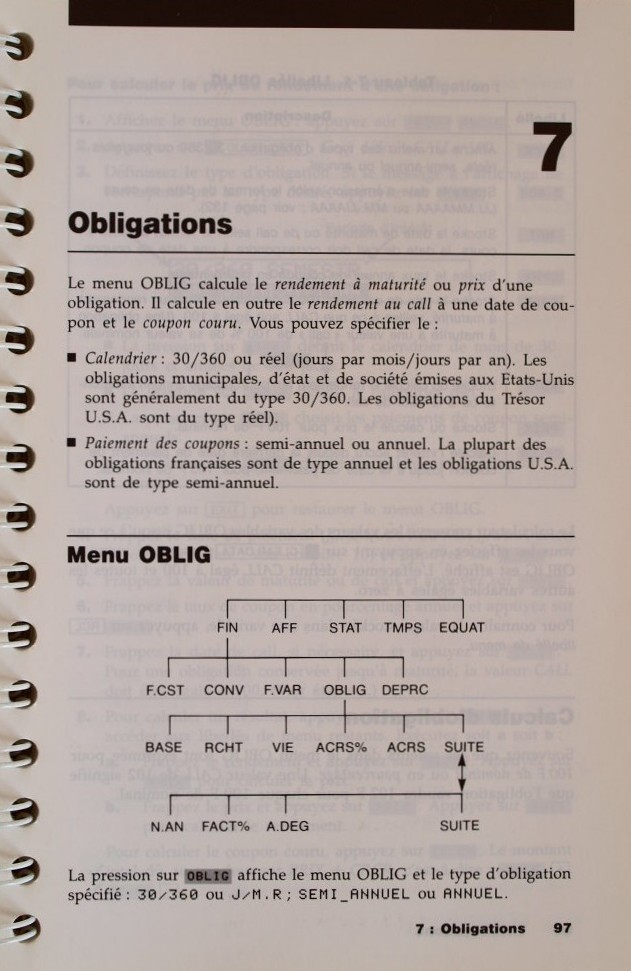 7
Obligations
Le menu OBLIG calcule le rendement à maturité ou prix d'une
obligation. Il calcule en outre le rendement au call à une date de cou-
pon et le coupon couru. Vous pouvez spécifier le :
■ Calendrier : 30/360 ou réel (jours par mois/jours par an). Les
obligations municipales, d'état et de société émises aux Etats-Unis
sont généralement du type 30/360. Les obligations du Trésor
U.S.A. sont du type réel).
■ Paiement des coupons : semi-annuel ou annuel. La plupart des
obligations françaises sont de type annuel et les obligations U.S.A.
sont de type semi-annuel.
Menu OBLIG
FIN AFF STAT TMPS EQUAT
F.CST CONV F.VAR OBLIG DEPRC
BASE RCHT VIE ACRS% ACRS SUITE
N.AN FACT% A.DEG SUITE
La pression sur OBLIG affiche le menu OBLIG et le type d'obligation
spécifié : 30/360 ou J/M.R ; SEMI_ANNUEL ou ANNUEL.
7 : Obligations 97